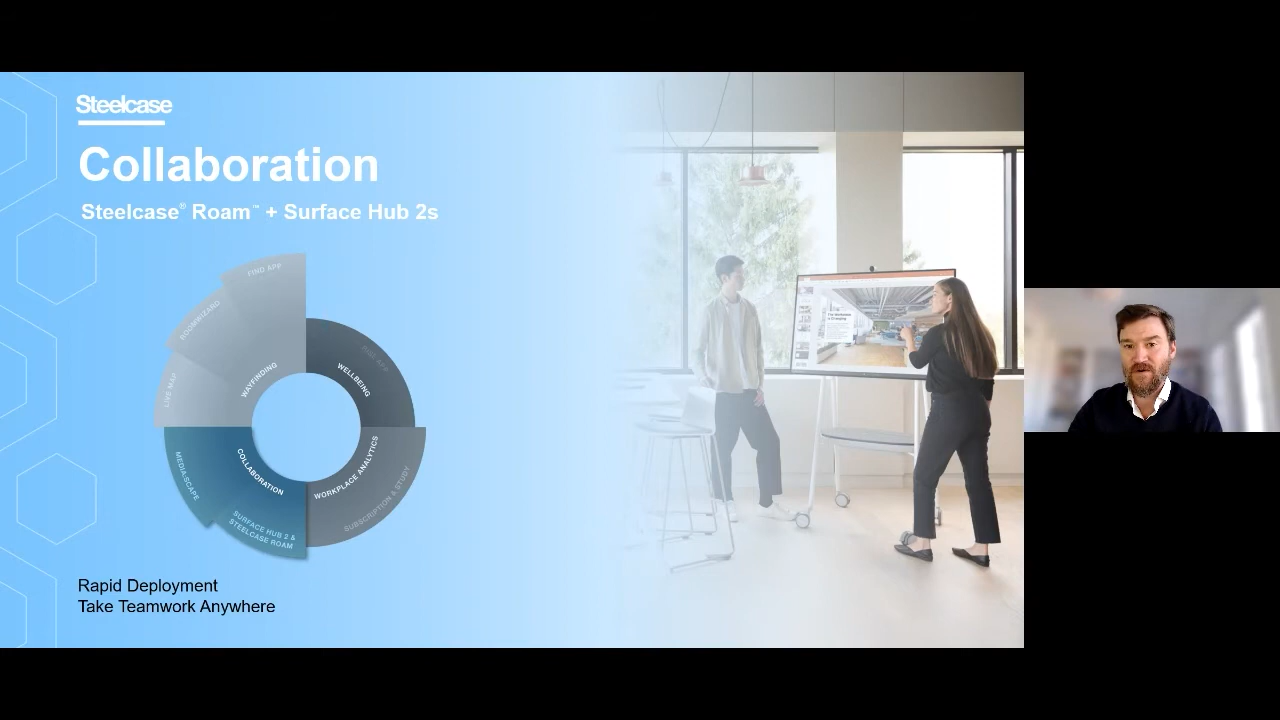 Steelcase
Collaboration
Steelcase® Roam™ + Surface Hub 2s
FIND APP
ROOMWIZARD
LIVE MAP
WAYFINDING
WELLBEING
COLLABORATION
WORKPLACE ANALYTICS
MEDIA:SCAPE
SURFACE HUB 2 &
STEELCASE ROAM
SUBSCRIPTION & STUDY
Rapid Deployment
Take Teamwork Anywhere